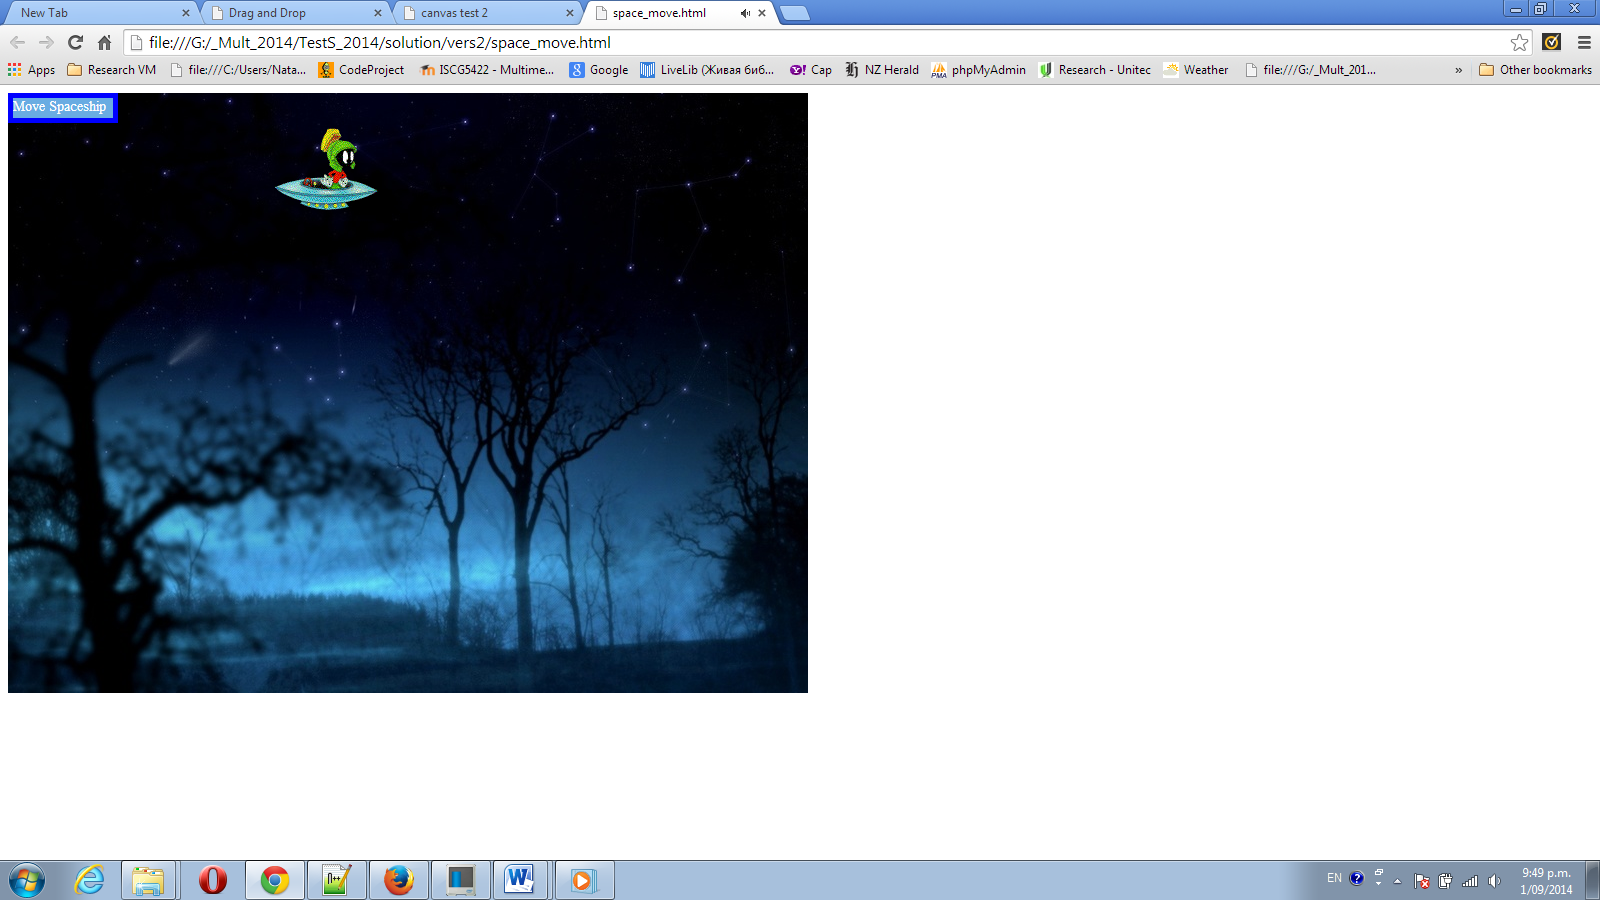 New Tab
Drag and Drop
canvas test 2
space_move.html
file:///G:/_Mult_2014/TestS_2014/solution/vers2/space_move.html
Apps
Research VM
file:///C:/Users/Nata...
CodeProject
ISCG5422 - Multime...
Google
LiveLib (Живая биб...
Cap
NZ Herald
phpMyAdmin
Research - Unitec
Weather
file:///G:/_Mult_201...
»
Other bookmarks
Move Spaceship
EN
9:49 p.m.
1/09/2014